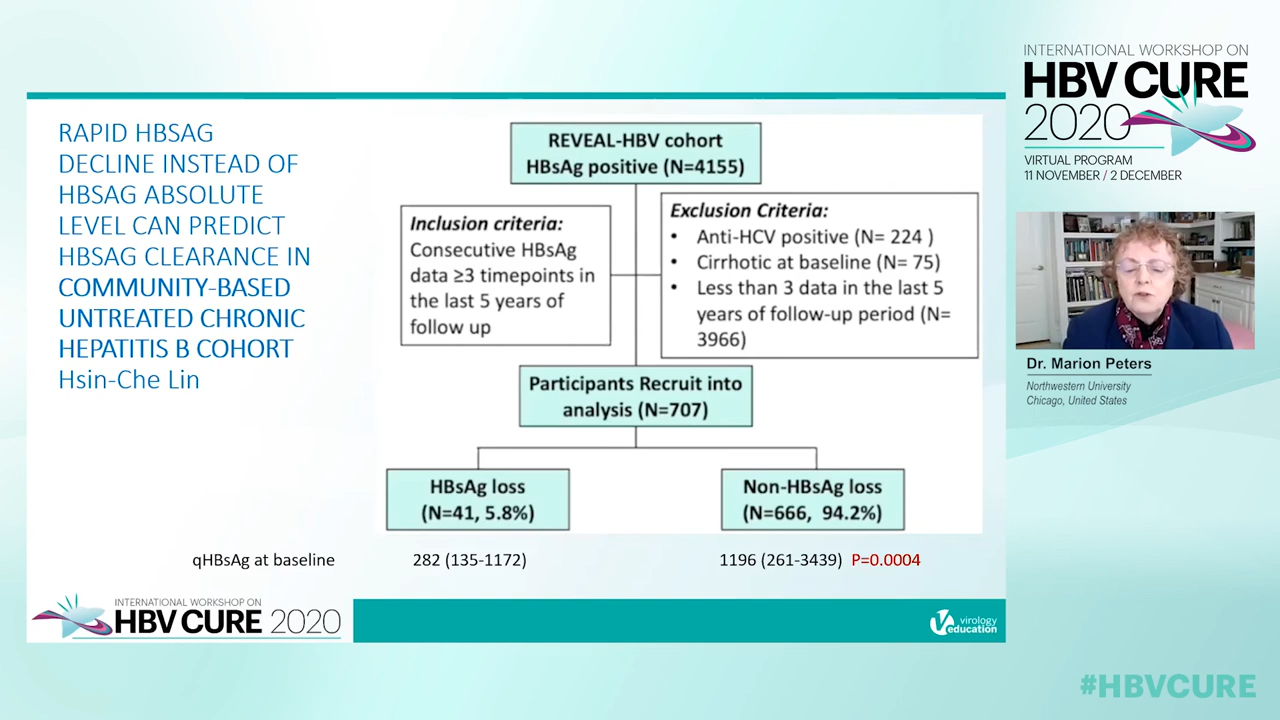 INTERNATIONAL WORKSHOP ON
HBV CURE
2020
VIRTUAL PROGRAM
11 NOVEMBER / 2 DECEMBER
RAPID HBSAG
DECLINE INSTEAD OF
HBSAG ABSOLUTE
LEVEL CAN PREDICT
HBSAG CLEARANCE IN
COMMUNITY-BASED
UNTREATED CHRONIC
HEPATITIS B COHORT
Hsin-Che Lin
REVEAL-HBV cohort
HBsAg positive (N=4155)
Inclusion criteria:
Consecutive HBsAg
data ≥3 timepoints in
the last 5 years of
follow up
Exclusion Criteria:
• Anti-HCV positive (N= 224 )
• Cirrhotic at baseline (N= 75)
• Less than 3 data in the last 5
years of follow-up period (N=
3966)
Participants Recruit into
analysis (N=707)
HBsAg loss
(N=41, 5.8%)
Non-HBsAg loss
(N=666, 94.2%)
qHBsAg at baseline
282 (135-1172)
1196 (261-3439) P=0.0004
Dr. Marion Peters
Northwestern University
Chicago, United States
INTERNATIONAL WORKSHOP ON
HBV CURE 2020
virology
education
#HBVCURE